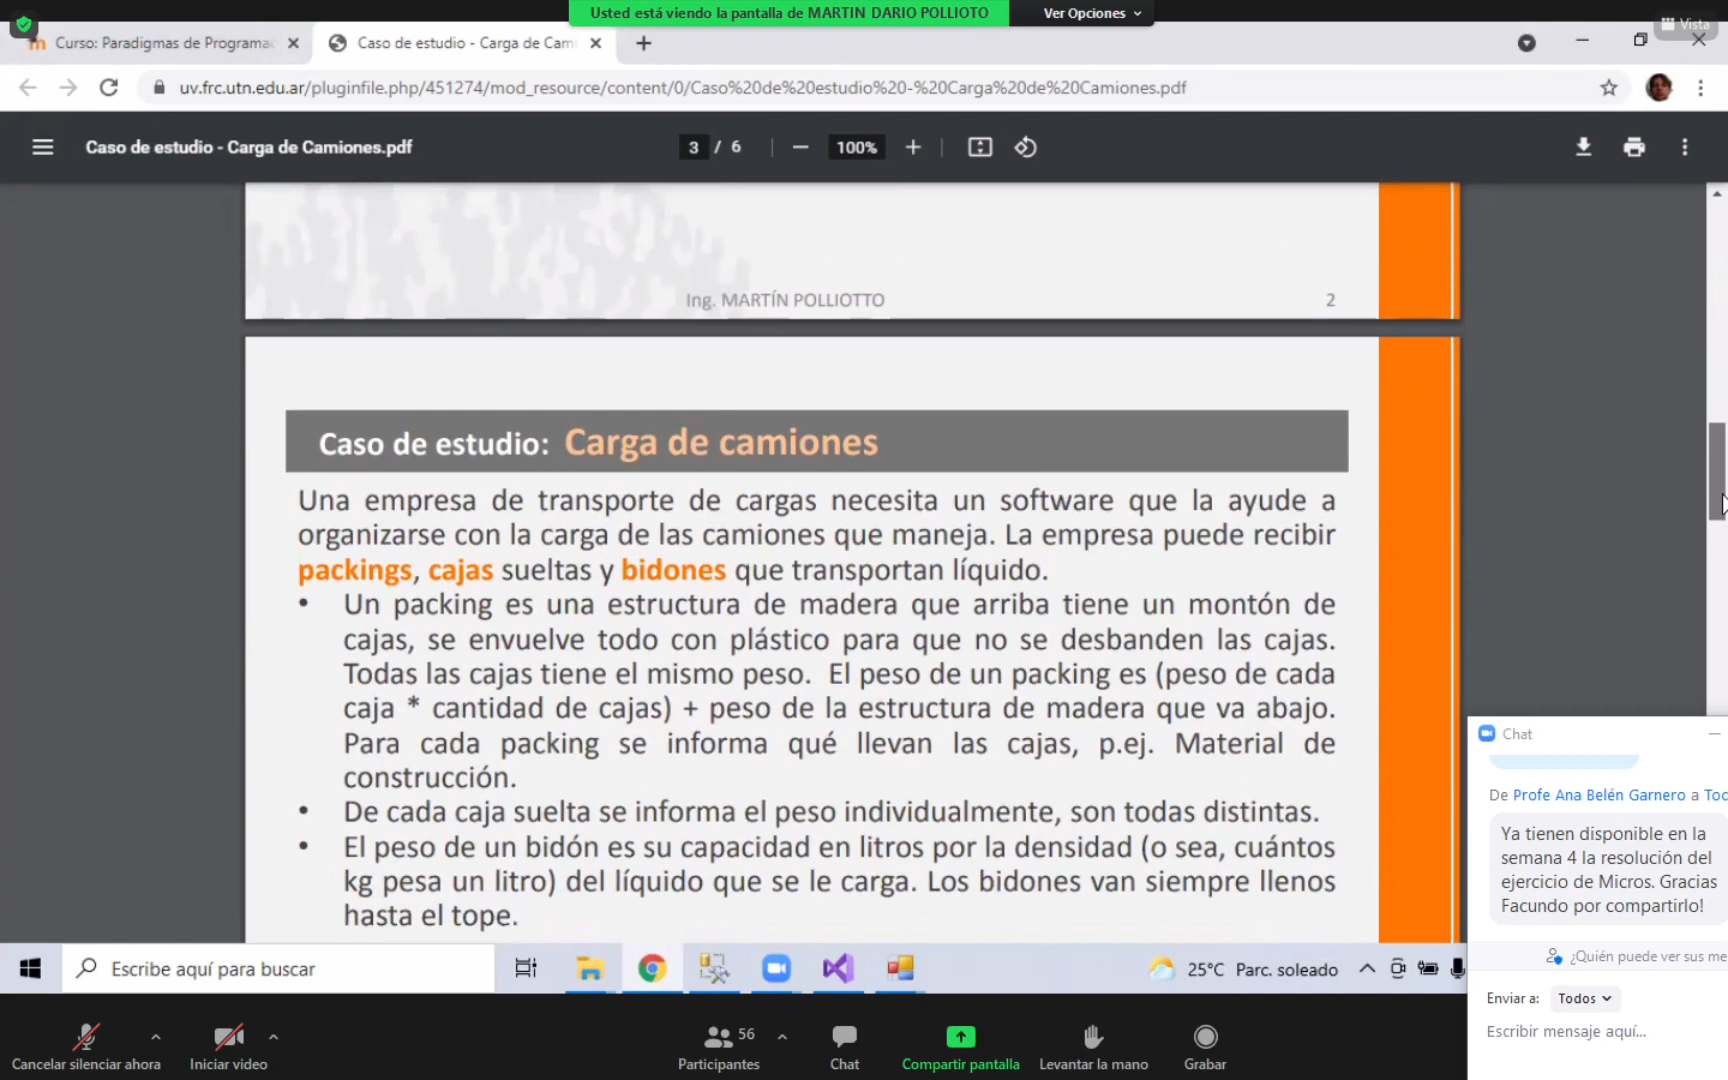 Usted está viendo la pantalla de MARTIN DARIO POLLIOTO
Ver Opciones
Vista
Curso: Paradigmas de Programac
Caso de estudio - Carga de Cami
uv.frc.utn.edu.ar/pluginfile.php/451274/mod_resource/content/0/Caso%20de%20estudio%20-%20Carga%20de%20Camiones.pdf
Caso de estudio - Carga de Camiones.pdf
3 / 6
100%
Ing. MARTÍN POLLIOTTO
2
Caso de estudio: Carga de camiones
Una empresa de transporte de cargas necesita un software que la ayude a
organizarse con la carga de las camiones que maneja. La empresa puede recibir
packings, cajas sueltas y bidones que transportan líquido.
• Un packing es una estructura de madera que arriba tiene un montón de
cajas, se envuelve todo con plástico para que no se desbanden las cajas.
Todas las cajas tiene el mismo peso. El peso de un packing es (peso de cada
caja * cantidad de cajas) + peso de la estructura de madera que va abajo.
Para cada packing se informa qué llevan las cajas, p.ej. Material de
construcción.
• De cada caja suelta se informa el peso individualmente, son todas distintas.
• El peso de un bidón es su capacidad en litros por la densidad (o sea, cuántos
kg pesa un litro) del líquido que se le carga. Los bidones van siempre llenos
hasta el tope.
Chat
De Profe Ana Belén Garnero a Toc
Ya tienen disponible en la
semana 4 la resolución del
ejercicio de Micros. Gracias
Facundo por compartirlo!
¿Quién puede ver sus me
Enviar a: Todos
Escribir mensaje aquí...
Escribe aquí para buscar
25°C Parc. soleado
Cancelar silenciar ahora
Iniciar video
56
Participantes
Chat
Compartir pantalla
Levantar la mano
Grabar